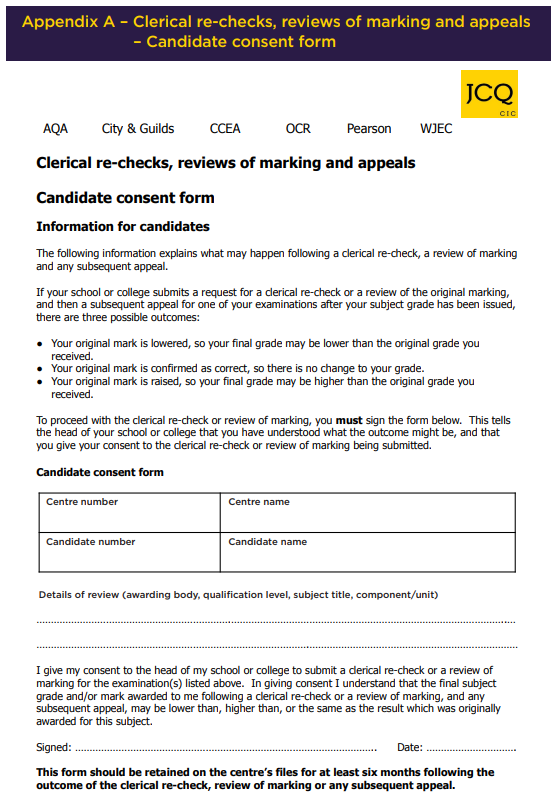 Appendix A – Clerical re-checks, reviews of marking and appeals
– Candidate consent form
JCQ
CIC
AQA City & Guilds CCEA OCR Pearson WJEC
Clerical re-checks, reviews of marking and appeals
Candidate consent form
Information for candidates
The following information explains what may happen following a clerical re-check, a review of marking
and any subsequent appeal.
If your school or college submits a request for a clerical re-check or a review of the original marking,
and then a subsequent appeal for one of your examinations after your subject grade has been issued,
there are three possible outcomes:
● Your original mark is lowered, so your final grade may be lower than the original grade you
received.
● Your original mark is confirmed as correct, so there is no change to your grade.
● Your original mark is raised, so your final grade may be higher than the original grade you
received.
To proceed with the clerical re-check or review of marking, you must sign the form below. This tells
the head of your school or college that you have understood what the outcome might be, and that
you give your consent to the clerical re-check or review of marking being submitted.
Candidate consent form
Centre number Centre name
Candidate number Candidate name
Details of review (awarding body, qualification level, subject title, component/unit)
I give my consent to the head of my school or college to submit a clerical re-check or a review of
marking for the examination(s) listed above. In giving consent I understand that the final subject
grade and/or mark awarded to me following a clerical re-check or a review of marking, and any
subsequent appeal, may be lower than, higher than, or the same as the result which was originally
awarded for this subject.
Signed: ………………………………………………………………………….. Date: …………………………
This form should be retained on the centre's files for at least six months following the
outcome of the clerical re-check, review of marking or any subsequent appeal.